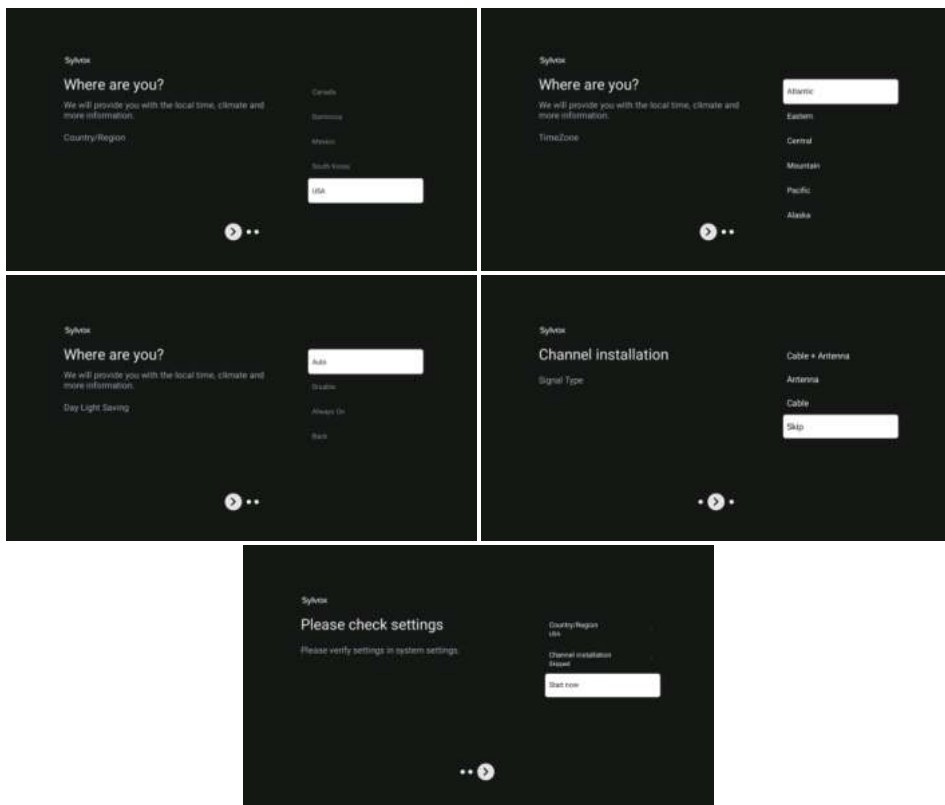 Sylvox
Where are you?
We will provide you with the local time, climate and
more information.
Country/Region
Canada
Dominica
Mexico
South Korea
USA
Sylvox
Where are you?
We will provide you with the local time, climate and
more information.
TimeZone
Atlantic
Eastern
Central
Mountain
Pacific
Alaska
Sylvox
Where are you?
We will provide you with the local time, climate and
more information.
Day Light Saving
Auto
Disable
Always On
Back
Sylvox
Channel installation
Signal Type
Cable + Antenna
Antenna
Cable
Skip
Sylvox
Please check settings
Please verify settings in system settings.
Country/Region
USA
Channel installation
Skipped
Start now